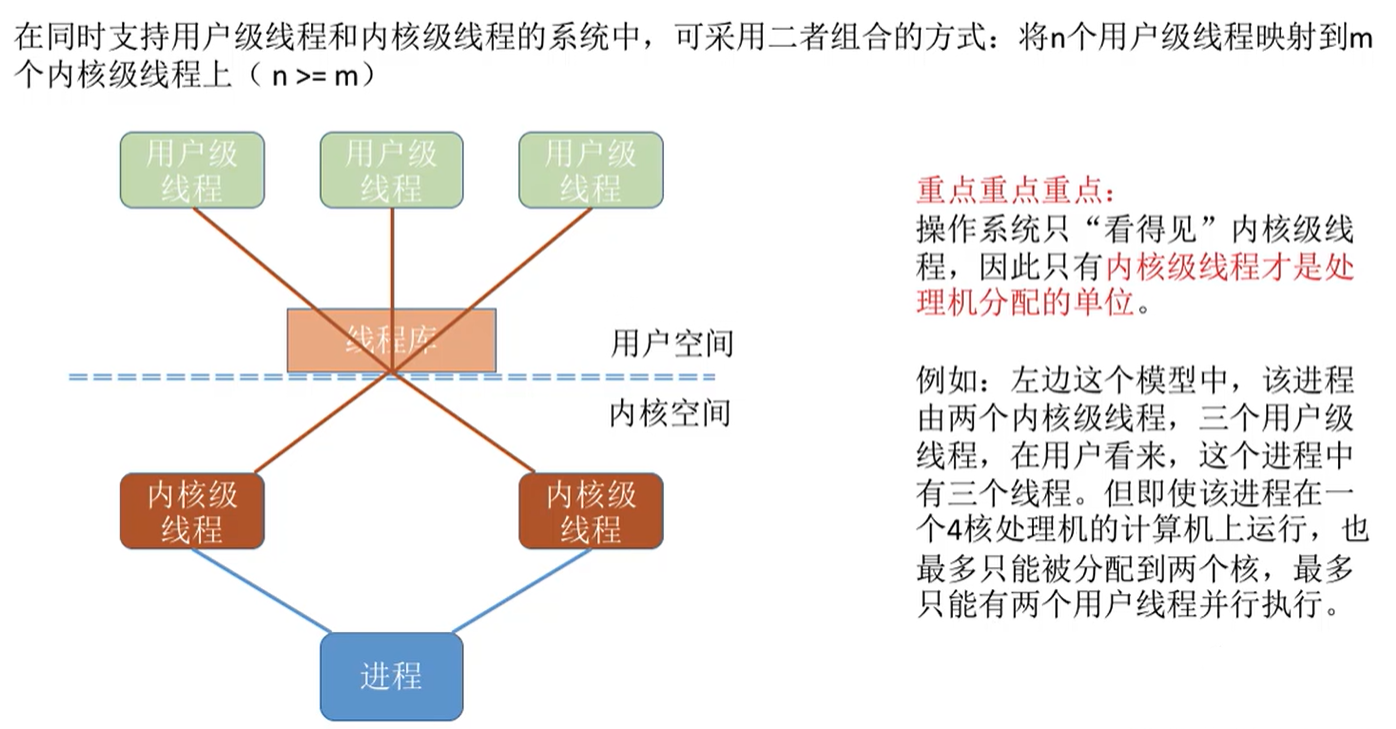 在同时支持用户级线程和内核级线程的系统中，可采用二者组合的方式：将n个用户级线程映射到m
个内核级线程上（ n >= m）
用户级
线程
用户级
线程
用户级
线程
线程库
用户空间
内核空间
内核级
线程
内核级
线程
进程
重点重点重点：
操作系统只“看得见”内核级线
程，因此只有内核级线程才是处
理机分配的单位。
例如：左边这个模型中，该进程
由两个内核级线程，三个用户级
线程，在用户看来，这个进程中
有三个线程。但即使该进程在一
个4核处理机的计算机上运行，也
最多只能被分配到两个核，最多
只能有两个用户线程并行执行。